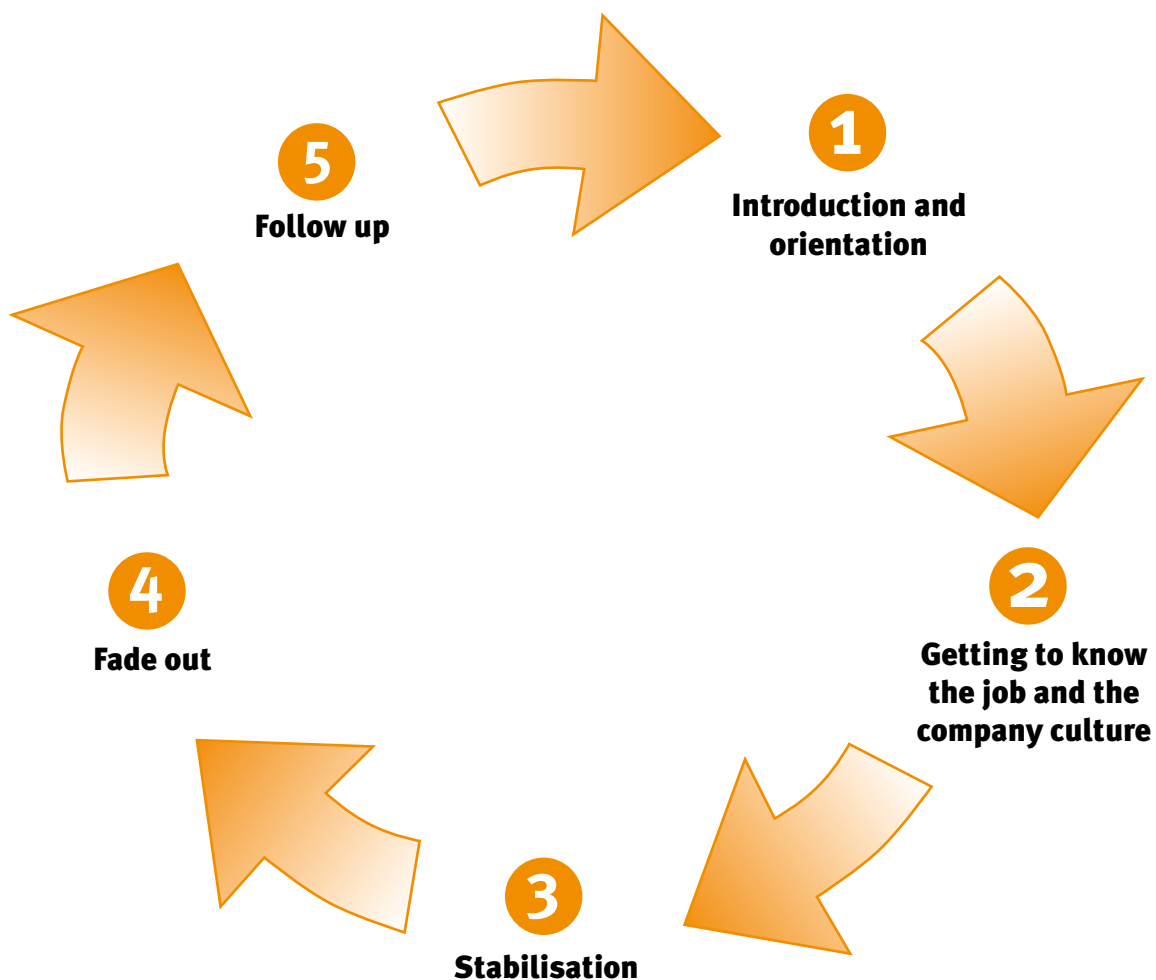 1
Introduction and
orientation
2
Getting to know
the job and the
company culture
3
Stabilisation
4
Fade out
5
Follow up